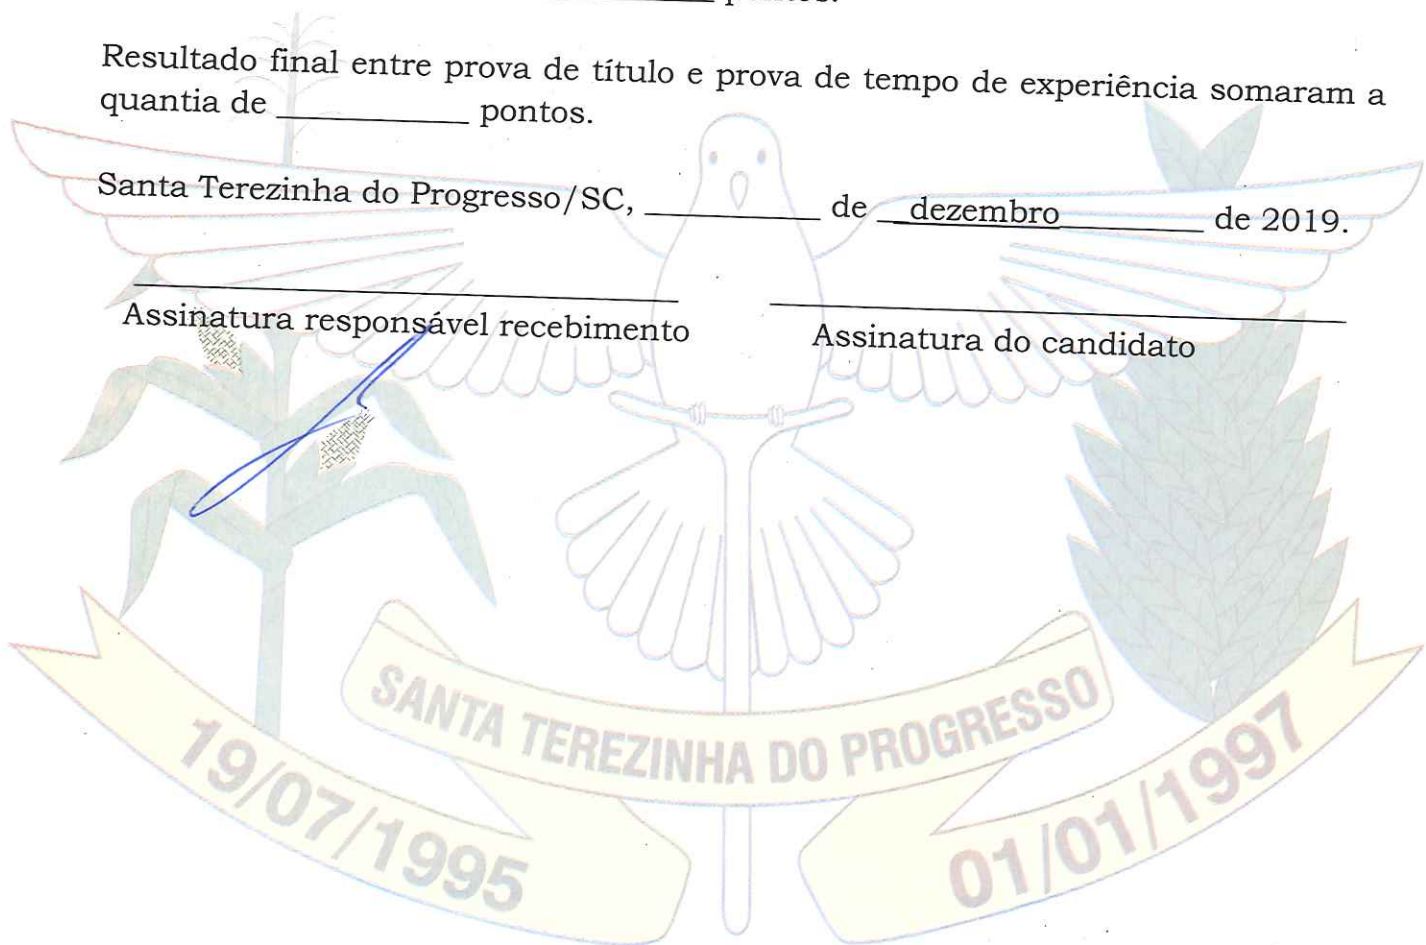 __________ pontos.
Resultado final entre prova de título e prova de tempo de experiência somaram a
quantia de ____________ pontos.
Santa Terezinha do Progresso/SC, ___________ de __dezembro_________ de 2019.
Assinatura responsável recebimento Assinatura do candidato
SANTA TEREZINHA DO PROGRESSO
19/07/1995 01/01/1997